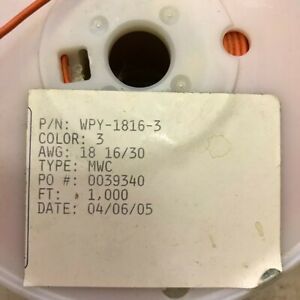 P/N: WPY-1816-3
COLOR: 3
AWG: 18 16/30
TYPE: MWC
PO #: 0039340
FT: 1,000
DATE: 04/06/05